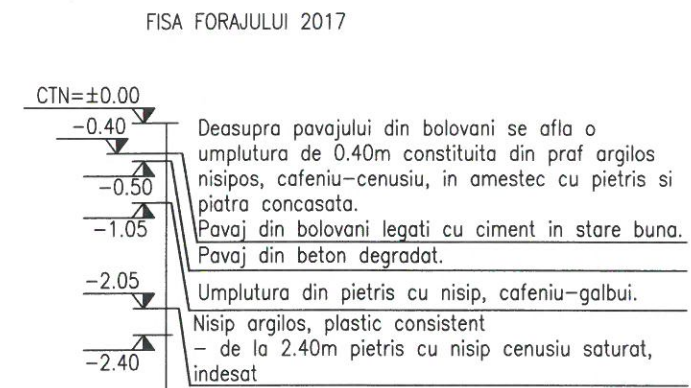 FISA FORAJULUI 2017
CTN=±0.00
-0.40
Deasupra pavajului din bolovani se afla o
umplutura de 0.40m constituita din praf argilos
nisipos, cafeniu-cenusiu, in amestec cu pietris si
piatra concasata.
-0.50
-1.05
Pavaj din bolovani legati cu ciment in stare buna.
Pavaj din beton degradat.
-2.05
Umplutura din pietris cu nisip, cafeniu-galbui.
Nisip argilos, plastic consistent
- de la 2.40m pietris cu nisip cenusiu saturat,
indesat
-2.40